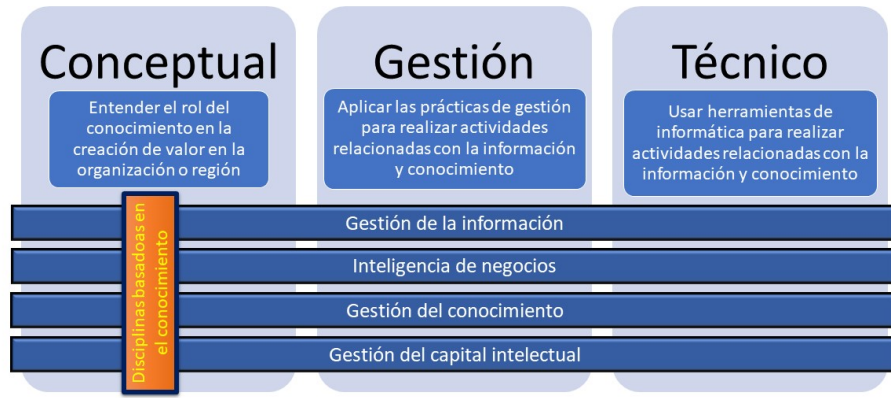 Conceptual
Entender el rol del
conocimiento en la
creación de valor en la
organización o región
Gestión
Aplicar las prácticas de gestión
para realizar actividades
relacionadas con la información
y conocimiento
Técnico
Usar herramientas de
informática para realizar
actividades relacionadas con la
información y conocimiento
Disciplinas basadoas en
el conocimiento
Gestión de la información
Inteligencia de negocios
Gestión del conocimiento
Gestión del capital intelectual